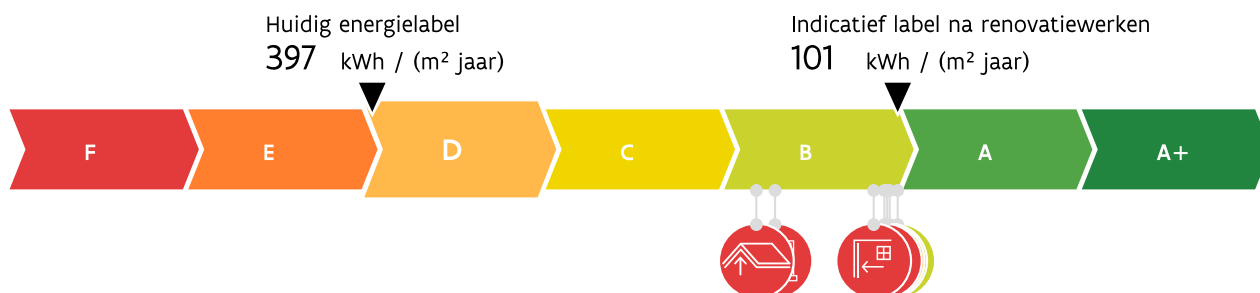 Huidig energielabel
397 kWh / (m² jaar)
Indicatief label na renovatiewerken
101 kWh / (m² jaar)
F E D C B A A+